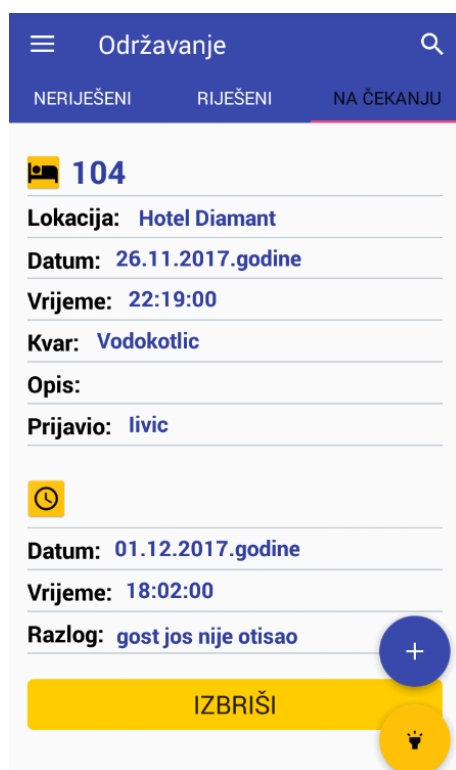 Održavanje
NERIJEŠENI RIJEŠENI NA ČEKANJU
104
Lokacija: Hotel Diamant
Datum: 26.11.2017.godine
Vrijeme: 22:19:00
Kvar: Vodokotlic
Opis:
Prijavio: livic
Datum: 01.12.2017.godine
Vrijeme: 18:02:00
Razlog: gost jos nije otisao
IZBRIŠI